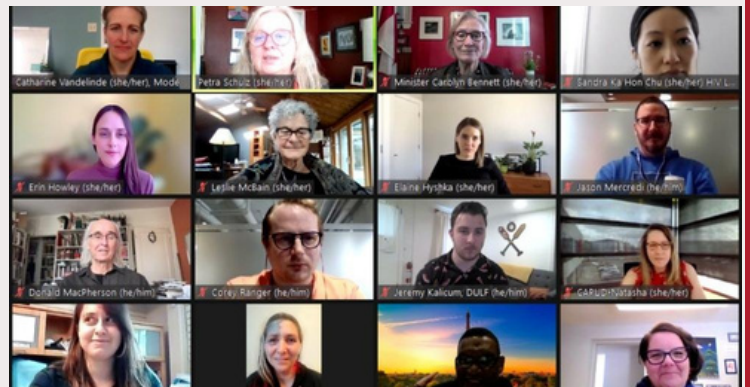 Catharine Vandelinde (she/her), Mode
Petra Schulz (she/her)
Minister Carolyn Bennett (she/her)
Sandra Ka Hon Chu (she/her) HIV L...
Erin Howley (she/her)
Leslie McBain (she/her)
Elaine Hyshka (she/her)
Jason Mercredi (he/him)
Donald MacPherson (he/him)
Corey Ranger (he/him)
Jeremy Kalicum, DULF (he/him)
CAPUD-Natasha (she/her)